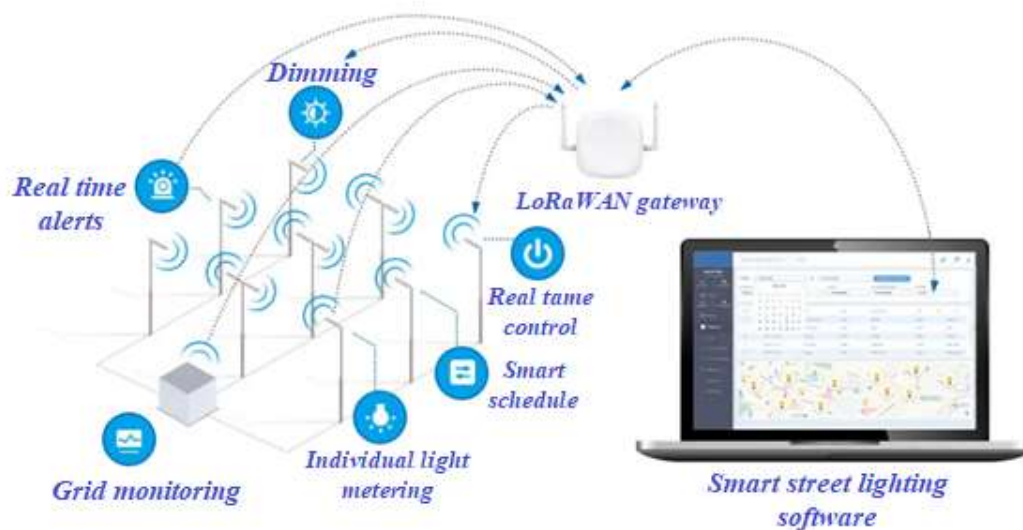 Dimming
Real time
alerts
LoRaWAN gateway
Real tame
control
Smart
schedule
Individual light
metering
Grid monitoring
Smart street lighting
software